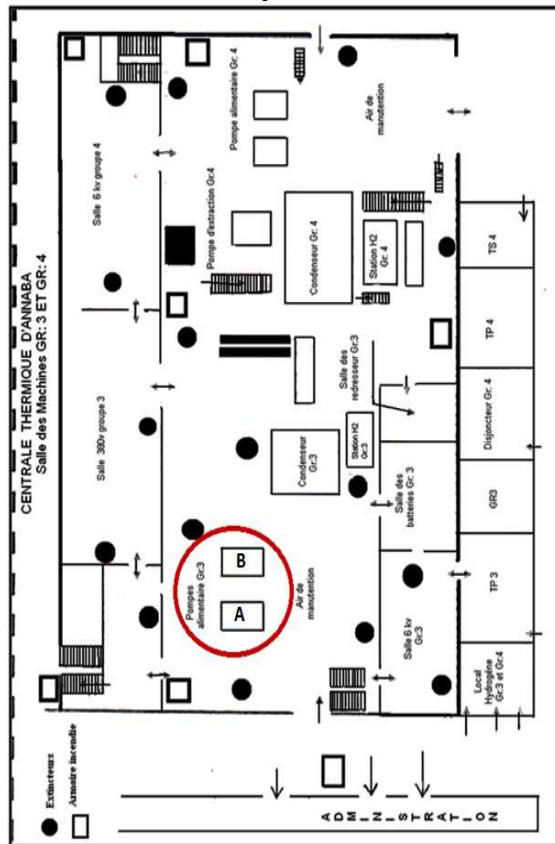 CENTRALE THERMIQUE D'ANNABA
Salle des Machines GR: 3 ET GR: 4
Salle 6 kv groupe 4
Salle 380v groupe 3
Pompe alimentaire Gr: 4
Pompe d'extraction Gr:4
Air de
manutention
Condenseur Gr: 4
Station H2
Gr: 4
Salle des
redresseur Gr:3
Condenseur
Gr:3
Station H2
Gr:3
Salle des
batteries Gr: 3
Pompes
alimentaire Gr:3
A
B
Air de
manutention
Salle 6 kv
Gr:3
TS 4
TP 4
Disjoncteur Gr: 4
GR3
TP 3
Local
Hydrogène
Gr:3 et Gr:4
Extincteurs
Armoire incendie
ADMINISTRATION